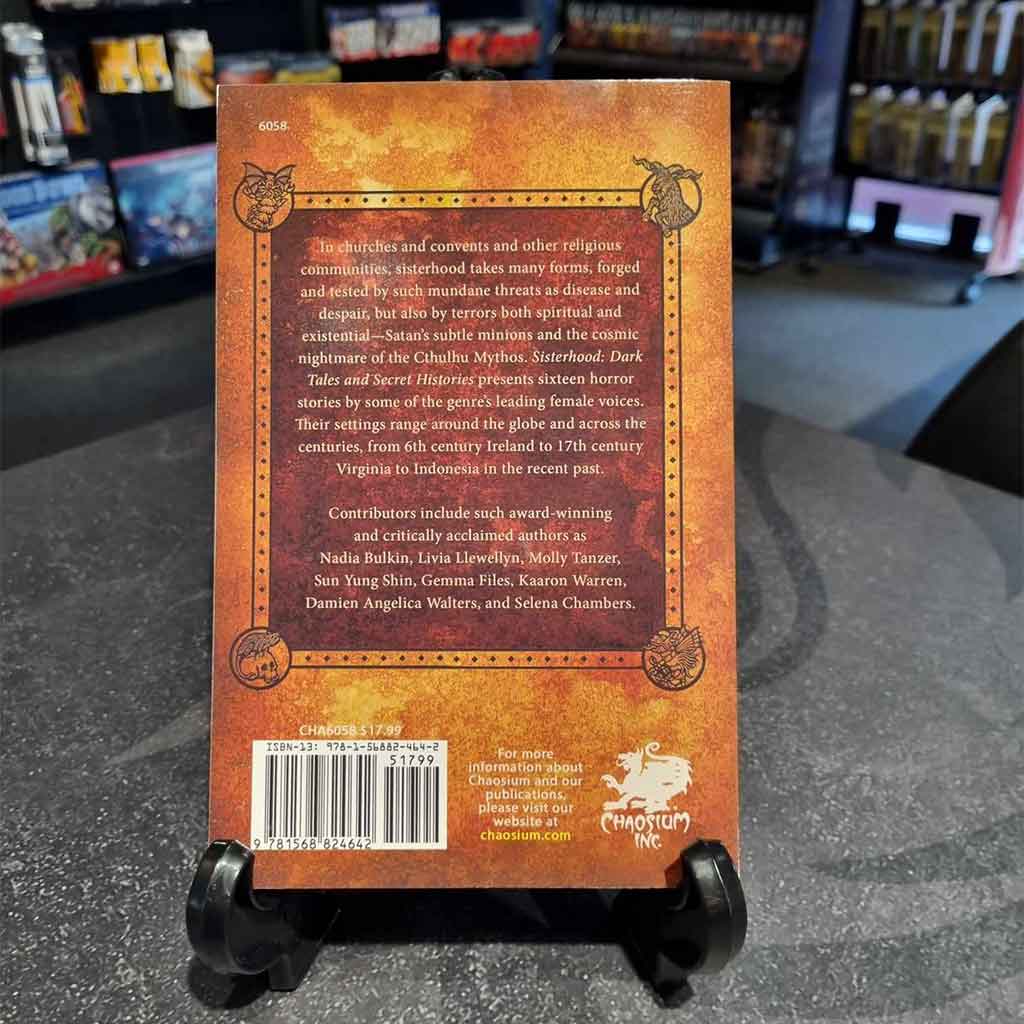 6058
In churches and convents and other religious
communities, sisterhood takes many forms, forged
and tested by such mundane threats as disease and
despair, but also by terrors both spiritual and
existential—Satan's subtle minions and the cosmic
nightmare of the Cthulhu Mythos. Sisterhood: Dark
Tales and Secret Histories presents sixteen horror
stories by some of the genre's leading female voices.
Their settings range around the globe and across the
centuries, from 6th century Ireland to 17th century
Virginia to Indonesia in the recent past.
Contributors include such award-winning
and critically acclaimed authors as
Nadia Bulkin, Livia Llewellyn, Molly Tanzer,
Sun Yung Shin, Gemma Files, Kaaron Warren,
Damien Angelica Walters, and Selena Chambers.
CHA6058 $17.99
ISBN-13: 978-1-56882-464-2
51799
9 781568 824642
For more
information about
Chaosium and our
publications,
please visit our
website at
chaosium.com
CHAOSIUM
INC.